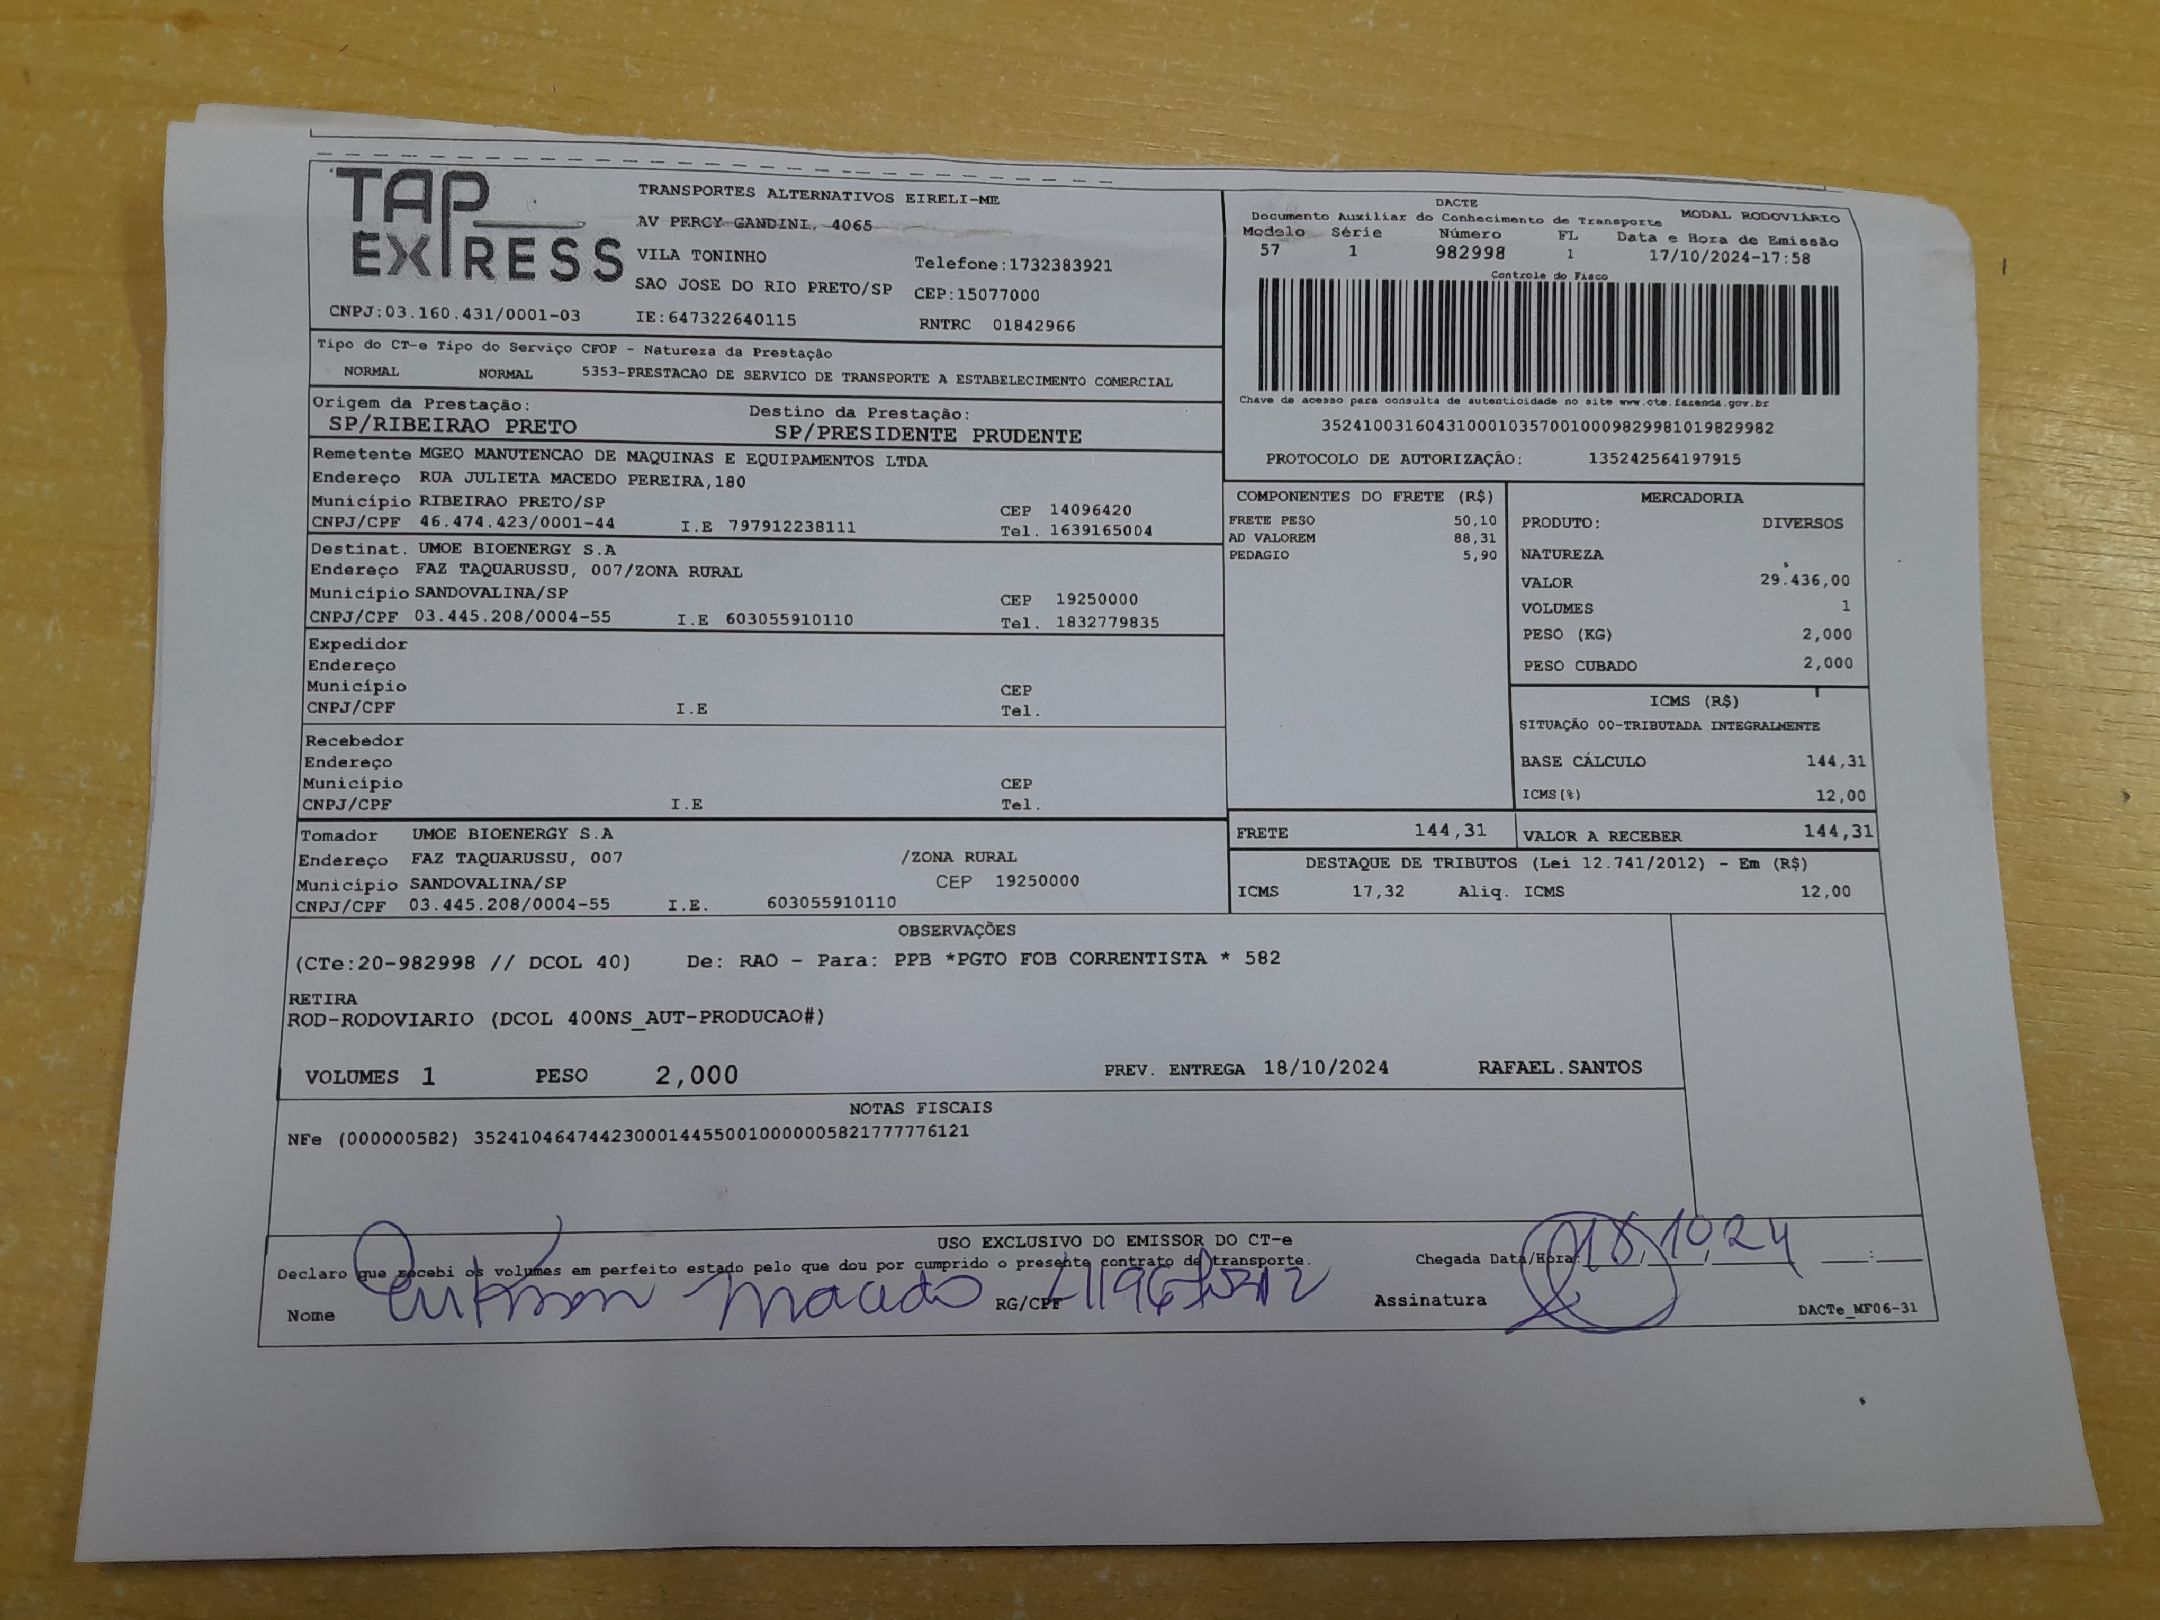 TAP
EXPRESS
TRANSPORTES ALTERNATIVOS EIRELI-ME
AV PERCY GANDINI, 4065
VILA TONINHO
Telefone:1732383921
SAO JOSE DO RIO PRETO/SP
CEP:15077000
CNPJ:03.160.431/0001-03
IE:647322640115
RNTRC 01842966
DACTE
Documento Auxiliar do Conhecimento de Transporte
MODAL RODOVIÁRIO
Modelo Série Número FL Data e Hora de Emissão
57 1 982998 1 17/10/2024-17:58
Controle do Fisco
Chave de acesso para consulta de autenticidade no site www.cte.fazenda.gov.br
35241003160431000103570010009829981019829982
PROTOCOLO DE AUTORIZAÇÃO: 135242564197915
Tipo do CT-e Tipo do Serviço CFOP - Natureza da Prestação
NORMAL NORMAL 5353-PRESTACAO DE SERVICO DE TRANSPORTE A ESTABELECIMENTO COMERCIAL
Origem da Prestação: Destino da Prestação:
SP/RIBEIRAO PRETO SP/PRESIDENTE PRUDENTE
Remetente MGEO MANUTENCAO DE MAQUINAS E EQUIPAMENTOS LTDA
Endereço RUA JULIETA MACEDO PEREIRA,180
Município RIBEIRAO PRETO/SP CEP 14096420
CNPJ/CPF 46.474.423/0001-44 I.E 797912238111 Tel. 1639165004
Destinat. UMOE BIOENERGY S.A
Endereço FAZ TAQUARUSSU, 007/ZONA RURAL
Município SANDOVALINA/SP CEP 19250000
CNPJ/CPF 03.445.208/0004-55 I.E 603055910110 Tel. 1832779835
Expedidor
Endereço
Município CEP
CNPJ/CPF I.E Tel.
Recebedor
Endereço
Município CEP
CNPJ/CPF I.E Tel.
Tomador UMOE BIOENERGY S.A
Endereço FAZ TAQUARUSSU, 007 /ZONA RURAL
Município SANDOVALINA/SP CEP 19250000
CNPJ/CPF 03.445.208/0004-55 I.E. 603055910110
COMPONENTES DO FRETE (R$)
FRETE PESO 50,10
AD VALOREM 88,31
PEDAGIO 5,90
MERCADORIA
PRODUTO: DIVERSOS
NATUREZA
VALOR 29.436,00
VOLUMES 1
PESO (KG) 2,000
PESO CUBADO 2,000
ICMS (R$)
SITUAÇÃO 00-TRIBUTADA INTEGRALMENTE
BASE CÁLCULO 144,31
ICMS(%) 12,00
FRETE 144,31 VALOR A RECEBER 144,31
DESTAQUE DE TRIBUTOS (Lei 12.741/2012) - Em (R$)
ICMS 17,32 Aliq. ICMS 12,00
OBSERVAÇÕES
(CTe:20-982998 // DCOL 40) De: RAO - Para: PPB *PGTO FOB CORRENTISTA * 582
RETIRA
ROD-RODOVIARIO (DCOL 400NS_AUT-PRODUCAO#)
VOLUMES 1 PESO 2,000 PREV. ENTREGA 18/10/2024 RAFAEL.SANTOS
NOTAS FISCAIS
NFe (000000582) 35241046474423000144550010000005821777776121
USO EXCLUSIVO DO EMISSOR DO CT-e
Declaro que recebi os volumes em perfeito estado pelo que dou por cumprido o presente contrato de transporte.
Chegada Data/Hora: 18/10/24 :
Nome Macedo RG/CPF Assinatura
DACTe_MF06-31